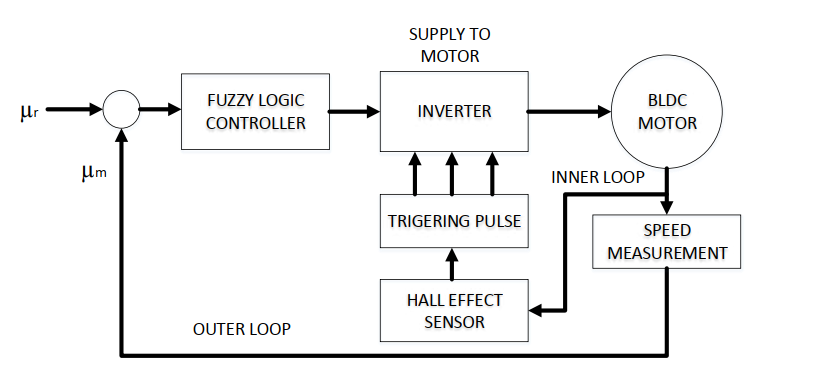 SUPPLY TO
MOTOR
μr
FUZZY LOGIC
CONTROLLER
INVERTER
BLDC
MOTOR
μm
INNER LOOP
TRIGERING PULSE
SPEED
MEASUREMENT
HALL EFFECT
SENSOR
OUTER LOOP